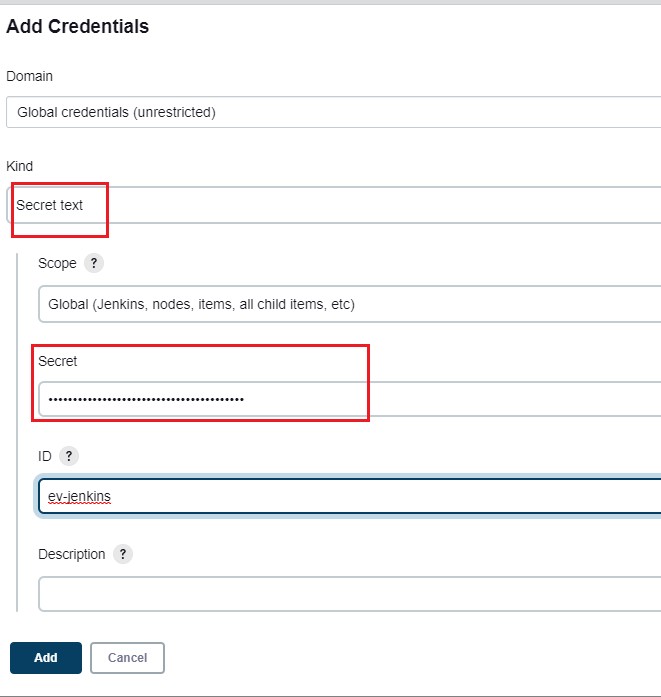 Add Credentials
Domain
Global credentials (unrestricted)
Kind
Secret text
Scope ?
Global (Jenkins, nodes, items, all child items, etc)
Secret
••••••••••••••••••••••••••••••••••••••••
ID ?
ev-jenkins
Description ?
Add Cancel